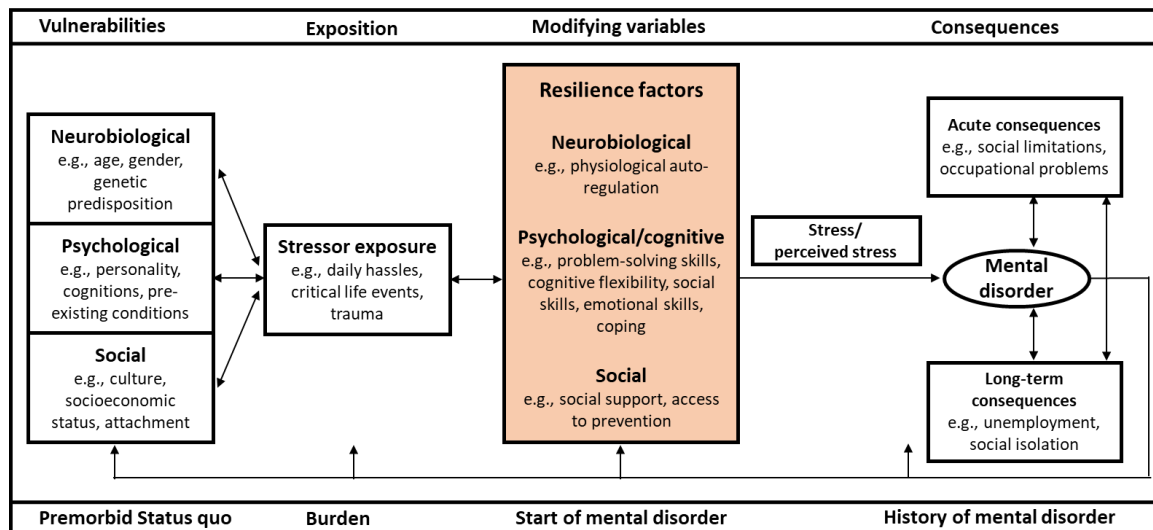 Vulnerabilities
Exposition
Modifying variables
Consequences
Neurobiological
e.g., age, gender,
genetic
predisposition
Psychological
e.g., personality,
cognitions, pre-
existing conditions
Social
e.g., culture,
socioeconomic
status, attachment
Stressor exposure
e.g., daily hassles,
critical life events,
trauma
Resilience factors
Neurobiological
e.g., physiological auto-
regulation
Psychological/cognitive
e.g., problem-solving skills,
cognitive flexibility, social
skills, emotional skills,
coping
Social
e.g., social support, access
to prevention
Stress/
perceived stress
Acute consequences
e.g., social limitations,
occupational problems
Mental
disorder
Long-term
consequences
e.g., unemployment,
social isolation
Premorbid Status quo
Burden
Start of mental disorder
History of mental disorder